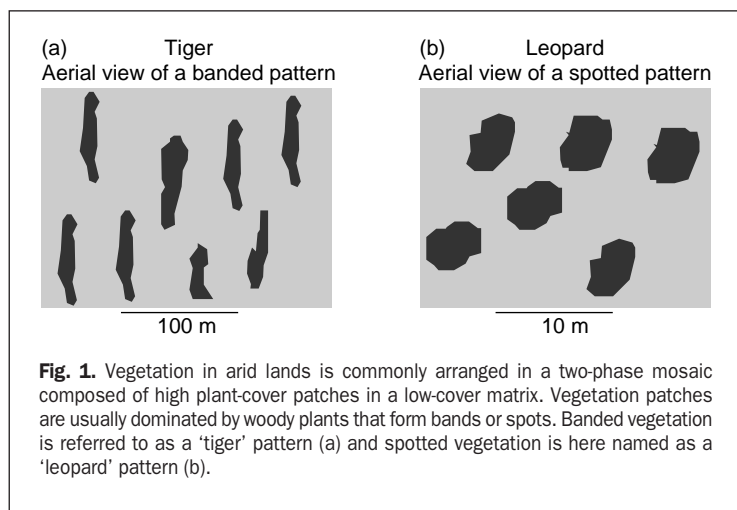 (a) Tiger
Aerial view of a banded pattern
100 m
(b) Leopard
Aerial view of a spotted pattern
10 m
Fig. 1. Vegetation in arid lands is commonly arranged in a two-phase mosaic
composed of high plant-cover patches in a low-cover matrix. Vegetation patches
are usually dominated by woody plants that form bands or spots. Banded vegetation
is referred to as a ‘tiger’ pattern (a) and spotted vegetation is here named as a
‘leopard’ pattern (b).